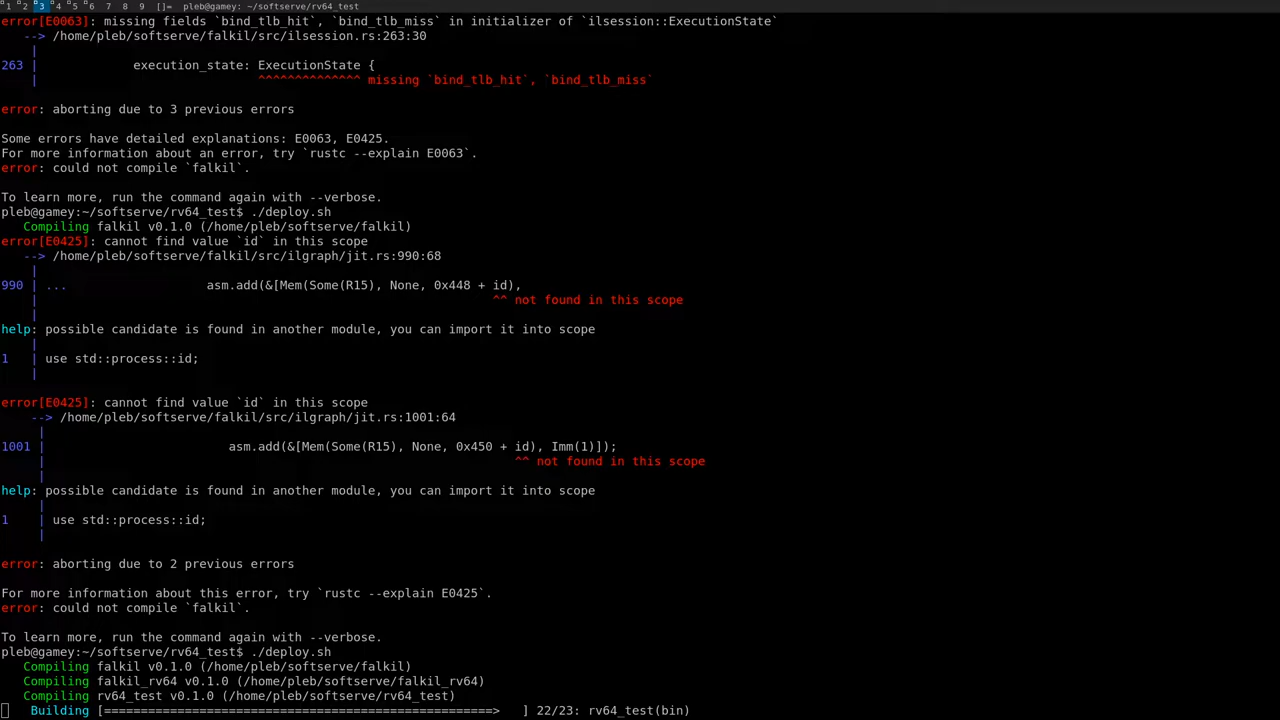 1 2 3 4 5 6 7 8 9 []= pleb@gamey: ~/softserve/rv64_test
error[E0063]: missing fields `bind_tlb_hit`, `bind_tlb_miss` in initializer of `ilsession::ExecutionState`
--> /home/pleb/softserve/falkil/src/ilsession.rs:263:30
|
263 | execution_state: ExecutionState {
| ^^^^^^^^^^^^^^ missing `bind_tlb_hit`, `bind_tlb_miss`
error: aborting due to 3 previous errors
Some errors have detailed explanations: E0063, E0425.
For more information about an error, try `rustc --explain E0063`.
error: could not compile `falkil`.
To learn more, run the command again with --verbose.
pleb@gamey:~/softserve/rv64_test$ ./deploy.sh
Compiling falkil v0.1.0 (/home/pleb/softserve/falkil)
error[E0425]: cannot find value `id` in this scope
--> /home/pleb/softserve/falkil/src/ilgraph/jit.rs:990:68
|
990 | ... asm.add(&[Mem(Some(R15), None, 0x448 + id),
| ^^ not found in this scope
|
help: possible candidate is found in another module, you can import it into scope
|
1 | use std::process::id;
|
error[E0425]: cannot find value `id` in this scope
--> /home/pleb/softserve/falkil/src/ilgraph/jit.rs:1001:64
|
1001 | asm.add(&[Mem(Some(R15), None, 0x450 + id), Imm(1)]);
| ^^ not found in this scope
|
help: possible candidate is found in another module, you can import it into scope
|
1 | use std::process::id;
|
error: aborting due to 2 previous errors
For more information about this error, try `rustc --explain E0425`.
error: could not compile `falkil`.
To learn more, run the command again with --verbose.
pleb@gamey:~/softserve/rv64_test$ ./deploy.sh
Compiling falkil v0.1.0 (/home/pleb/softserve/falkil)
Compiling falkil_rv64 v0.1.0 (/home/pleb/softserve/falkil_rv64)
Compiling rv64_test v0.1.0 (/home/pleb/softserve/rv64_test)
Building [=====================================================> ] 22/23: rv64_test(bin)